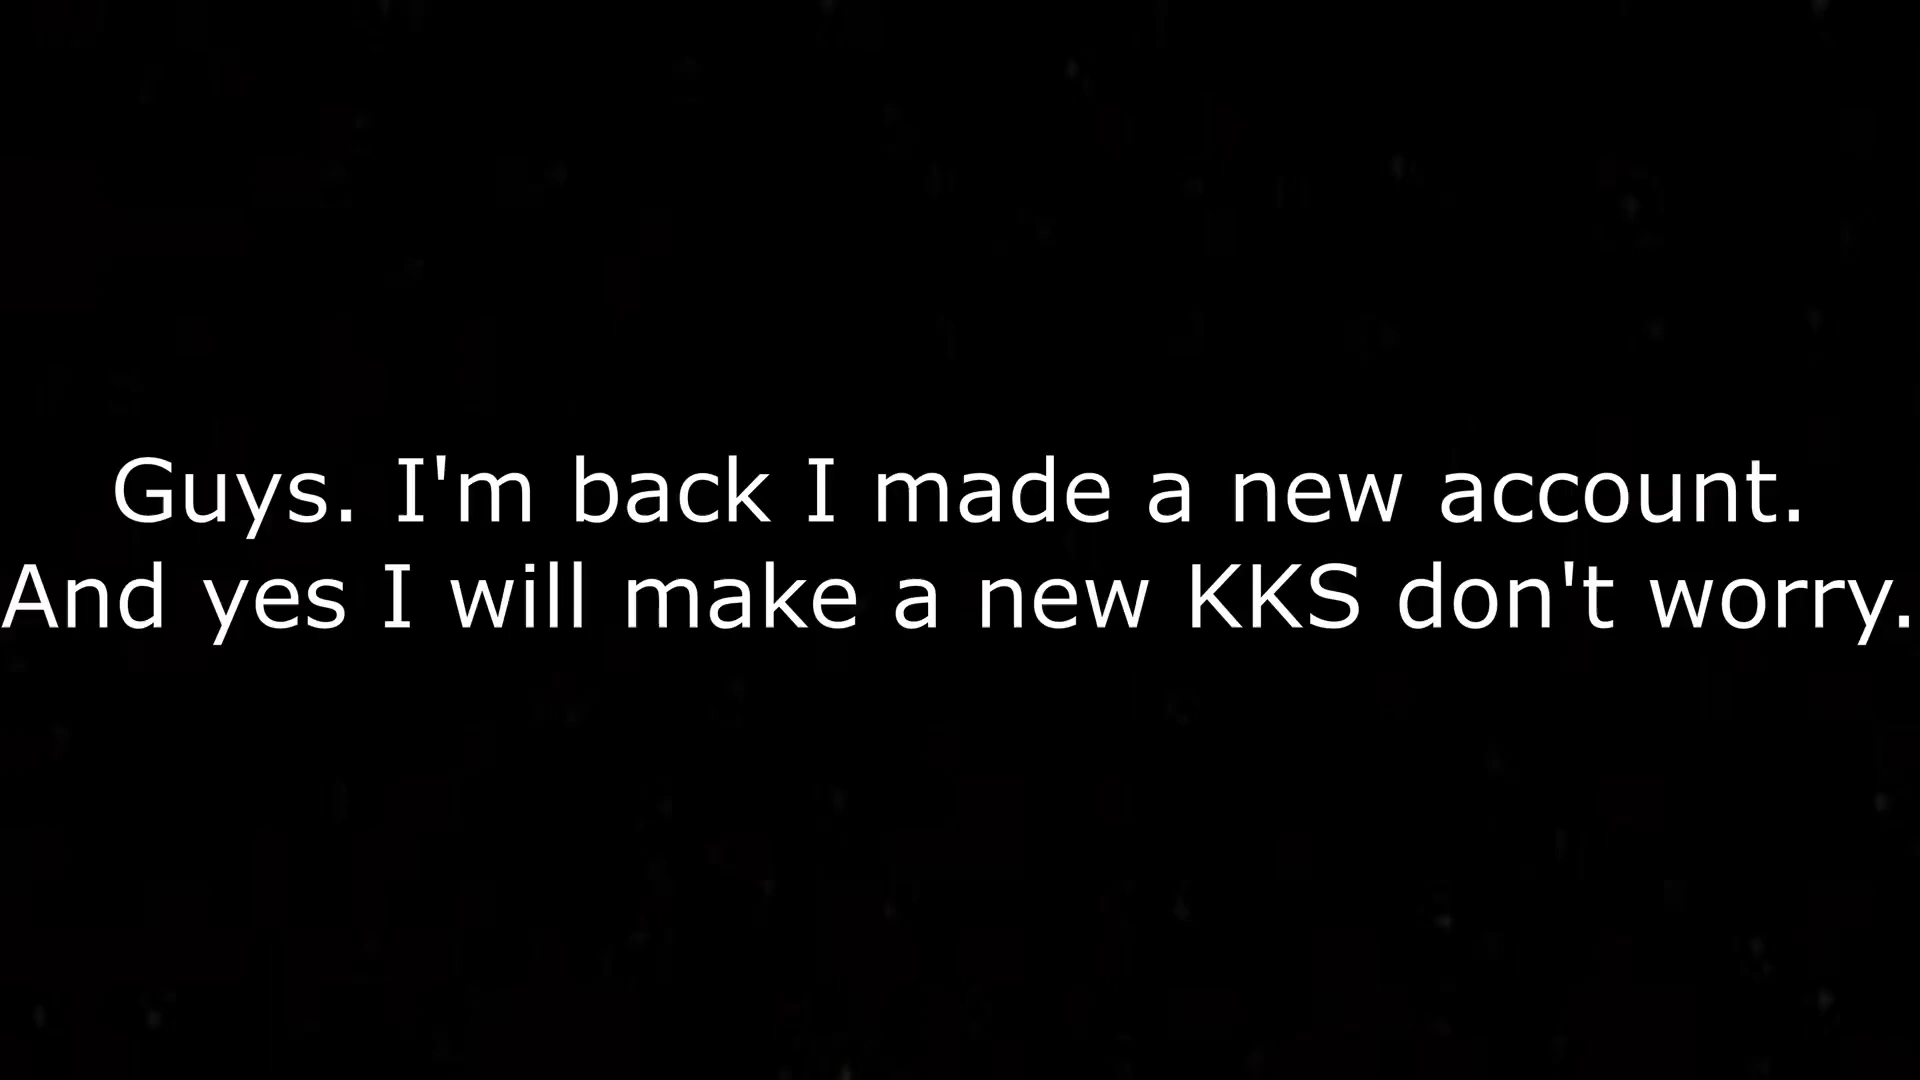 Guys. I'm back I made a new account.
And yes I will make a new KKS don't worry.